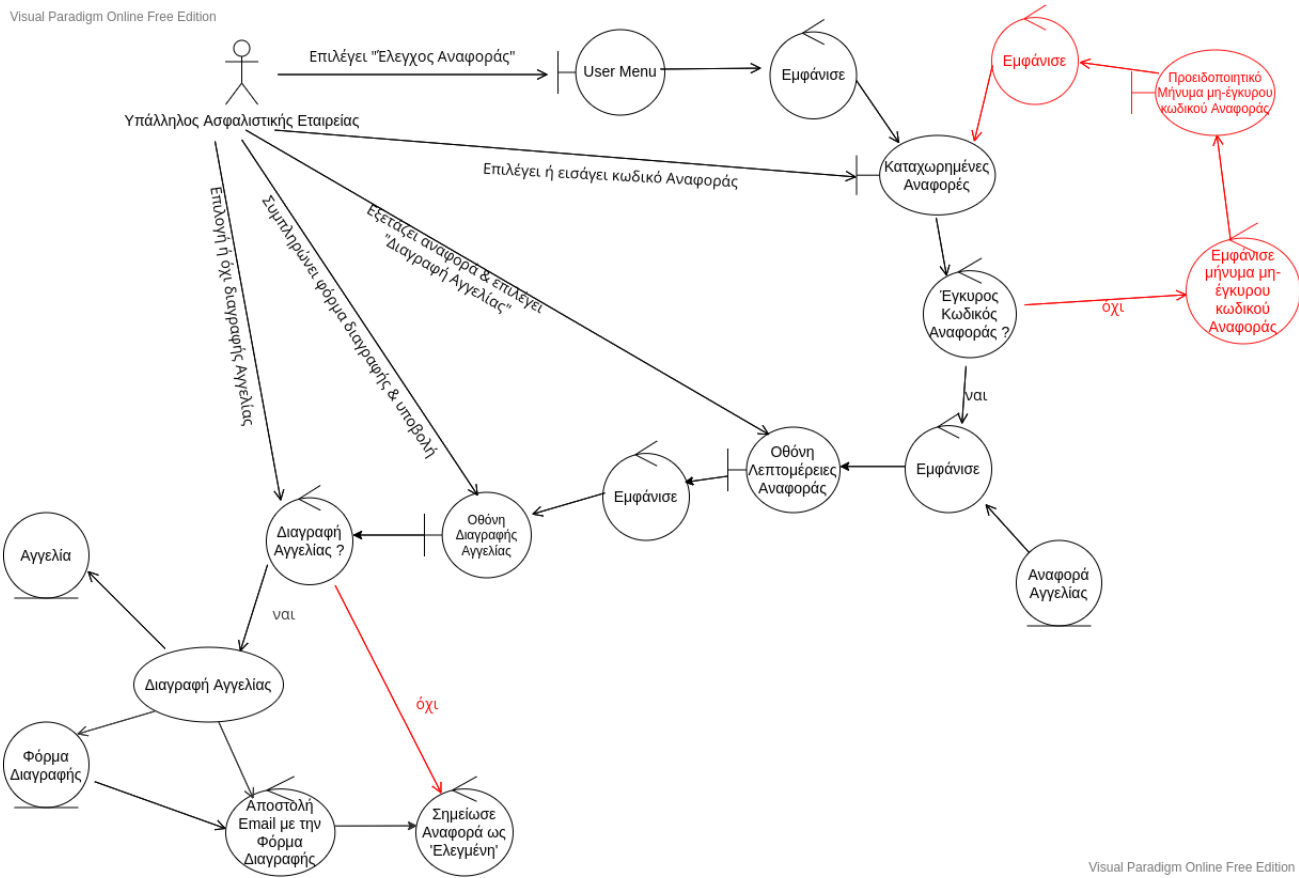 Visual Paradigm Online Free Edition
Επιλέγει "Έλεγχος Αναφοράς"
User Menu
Εμφάνισε
Εμφάνισε
Προειδοποιητικό
Μήνυμα μη-έγκυρου
κωδικού Αναφοράς
Υπάλληλος Ασφαλιστικής Εταιρείας
Επιλέγει ή εισάγει κωδικό Αναφοράς
Καταχωρημένες
Αναφορές
Επιλογή ή όχι διαγραφής Αγγελίας
Συμπληρώνει φόρμα διαγραφής & υποβολή
Εξετάζει αναφορά & επιλέγει
"Διαγραφή Αγγελίας"
Έγκυρος
Κωδικός
Αναφοράς ?
όχι
Εμφάνισε
μήνυμα μη-
έγκυρου
κωδικού
Αναφοράς
ναι
Εμφάνισε
Οθόνη
Λεπτομέρειες
Αναφοράς
Εμφάνισε
Οθόνη
Διαγραφής
Αγγελίας
Διαγραφή
Αγγελίας ?
Αγγελία
Αναφορά
Αγγελίας
ναι
Διαγραφή Αγγελίας
όχι
Φόρμα
Διαγραφής
Αποστολή
Email με την
Φόρμα
Διαγραφής
Σημείωσε
Αναφορά ως
'Ελεγμένη'
Visual Paradigm Online Free Edition